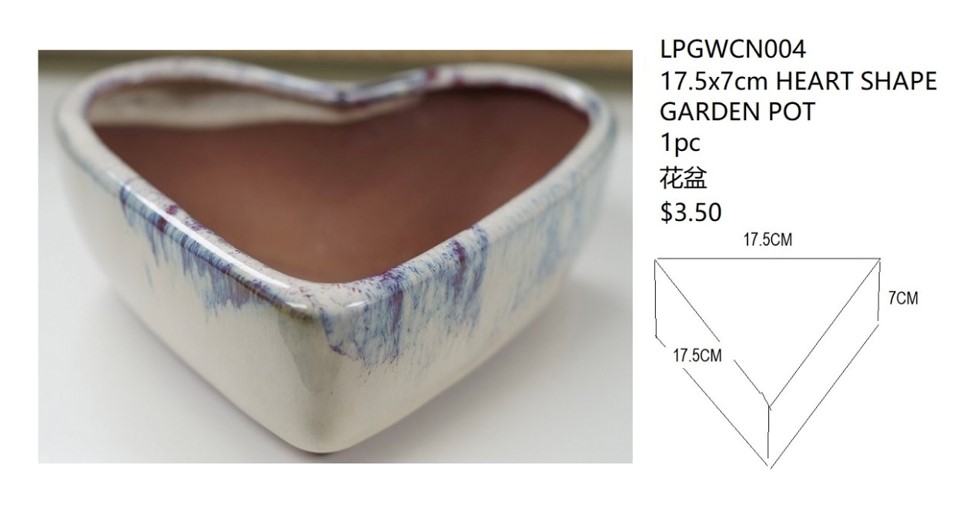 LPGWCN004
17.5x7cm HEART SHAPE
GARDEN POT
1pc
花盆
$3.50
17.5CM
7CM
17.5CM